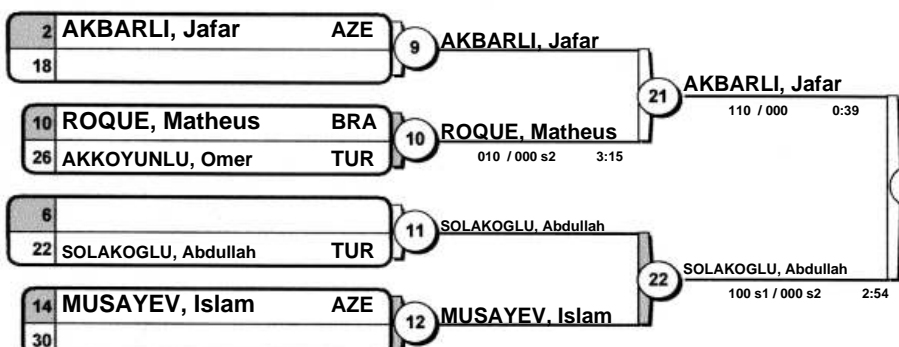 2 AKBARLI, Jafar AZE
18
9 AKBARLI, Jafar
10 ROQUE, Matheus BRA
26 AKKOYUNLU, Omer TUR
10 ROQUE, Matheus
010 / 000 s2 3:15
21 AKBARLI, Jafar
110 / 000 0:39
6
22 SOLAKOGLU, Abdullah TUR
11 SOLAKOGLU, Abdullah
14 MUSAYEV, Islam AZE
30
12 MUSAYEV, Islam
22 SOLAKOGLU, Abdullah
100 s1 / 000 s2 2:54